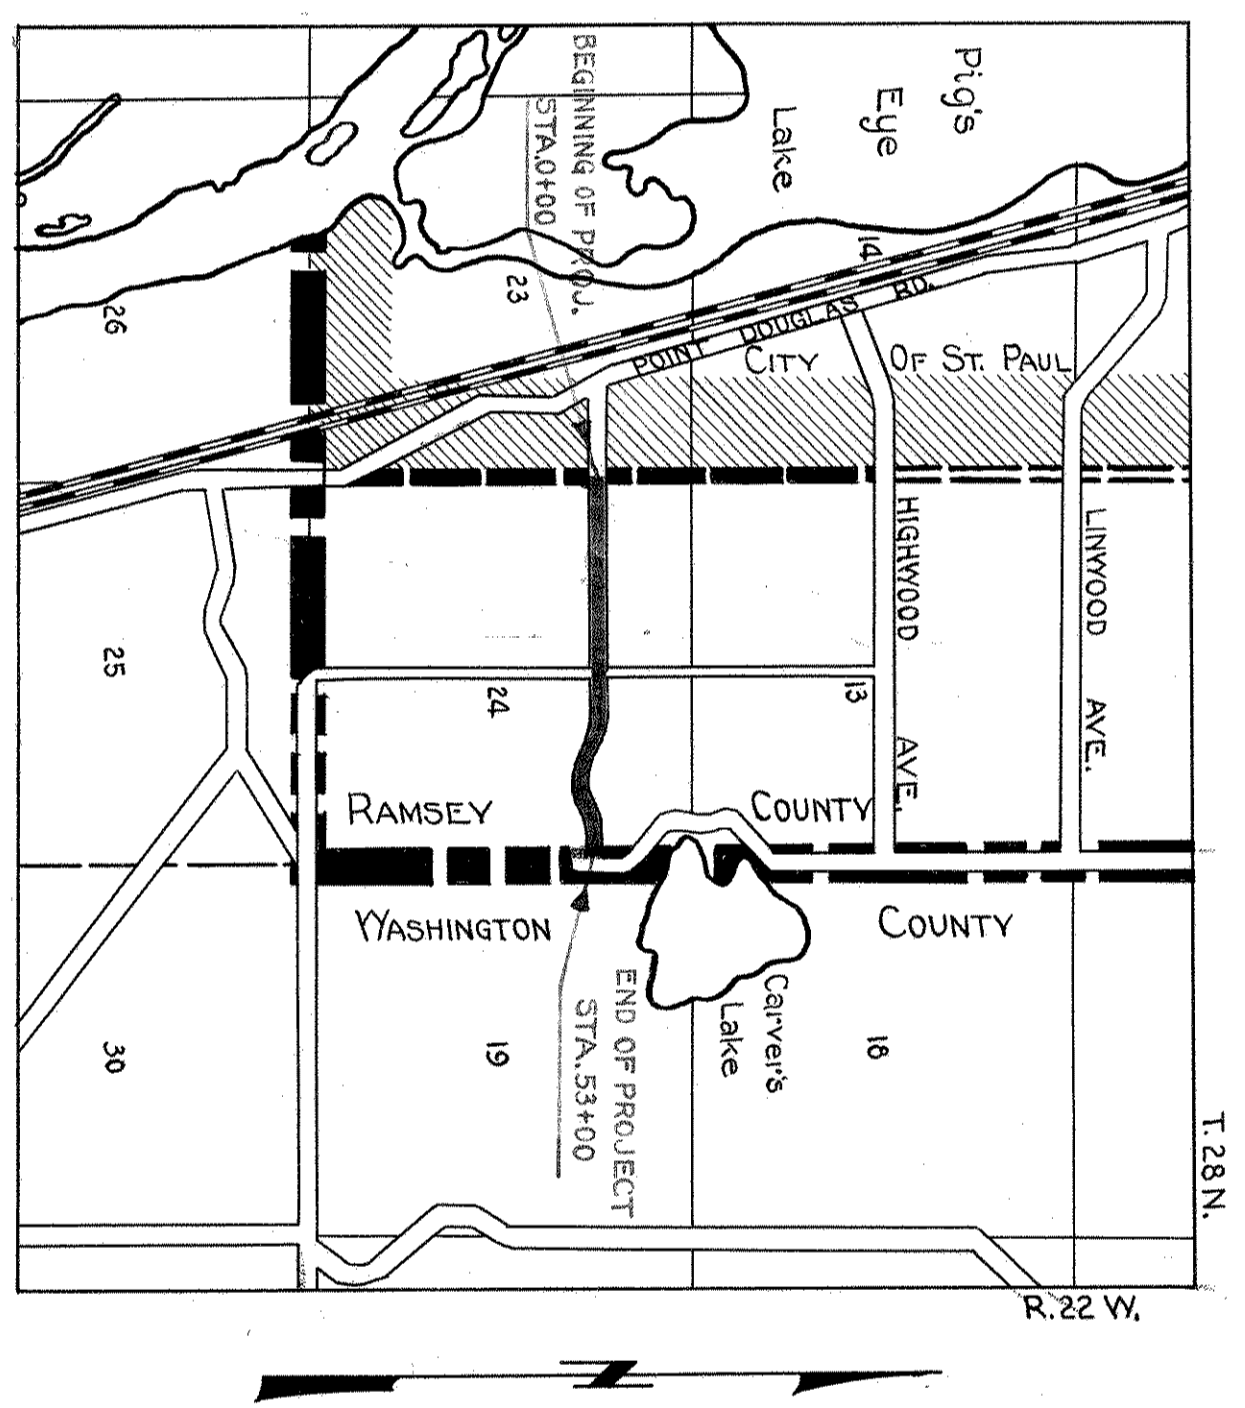 Pig's
Eye
Lake
BEGINNING OF PROJ.
STA.0+00
14
23
26
POINT DOUGLAS RD.
CITY OF ST. PAUL
HIGHWOOD AVE.
LINWOOD AVE.
25
24
13
RAMSEY COUNTY
WASHINGTON COUNTY
Carver's
Lake
END OF PROJECT
STA.53+00
30
19
18
T. 28 N.
R. 22 W.
N